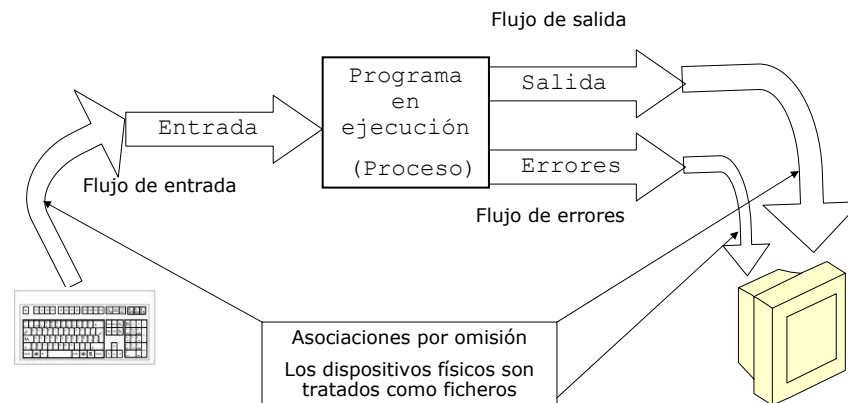 Flujo de salida
Programa
en
ejecución
(Proceso)
Salida
Entrada
Errores
Flujo de entrada
Flujo de errores
Asociaciones por omisión
Los dispositivos físicos son
tratados como ficheros